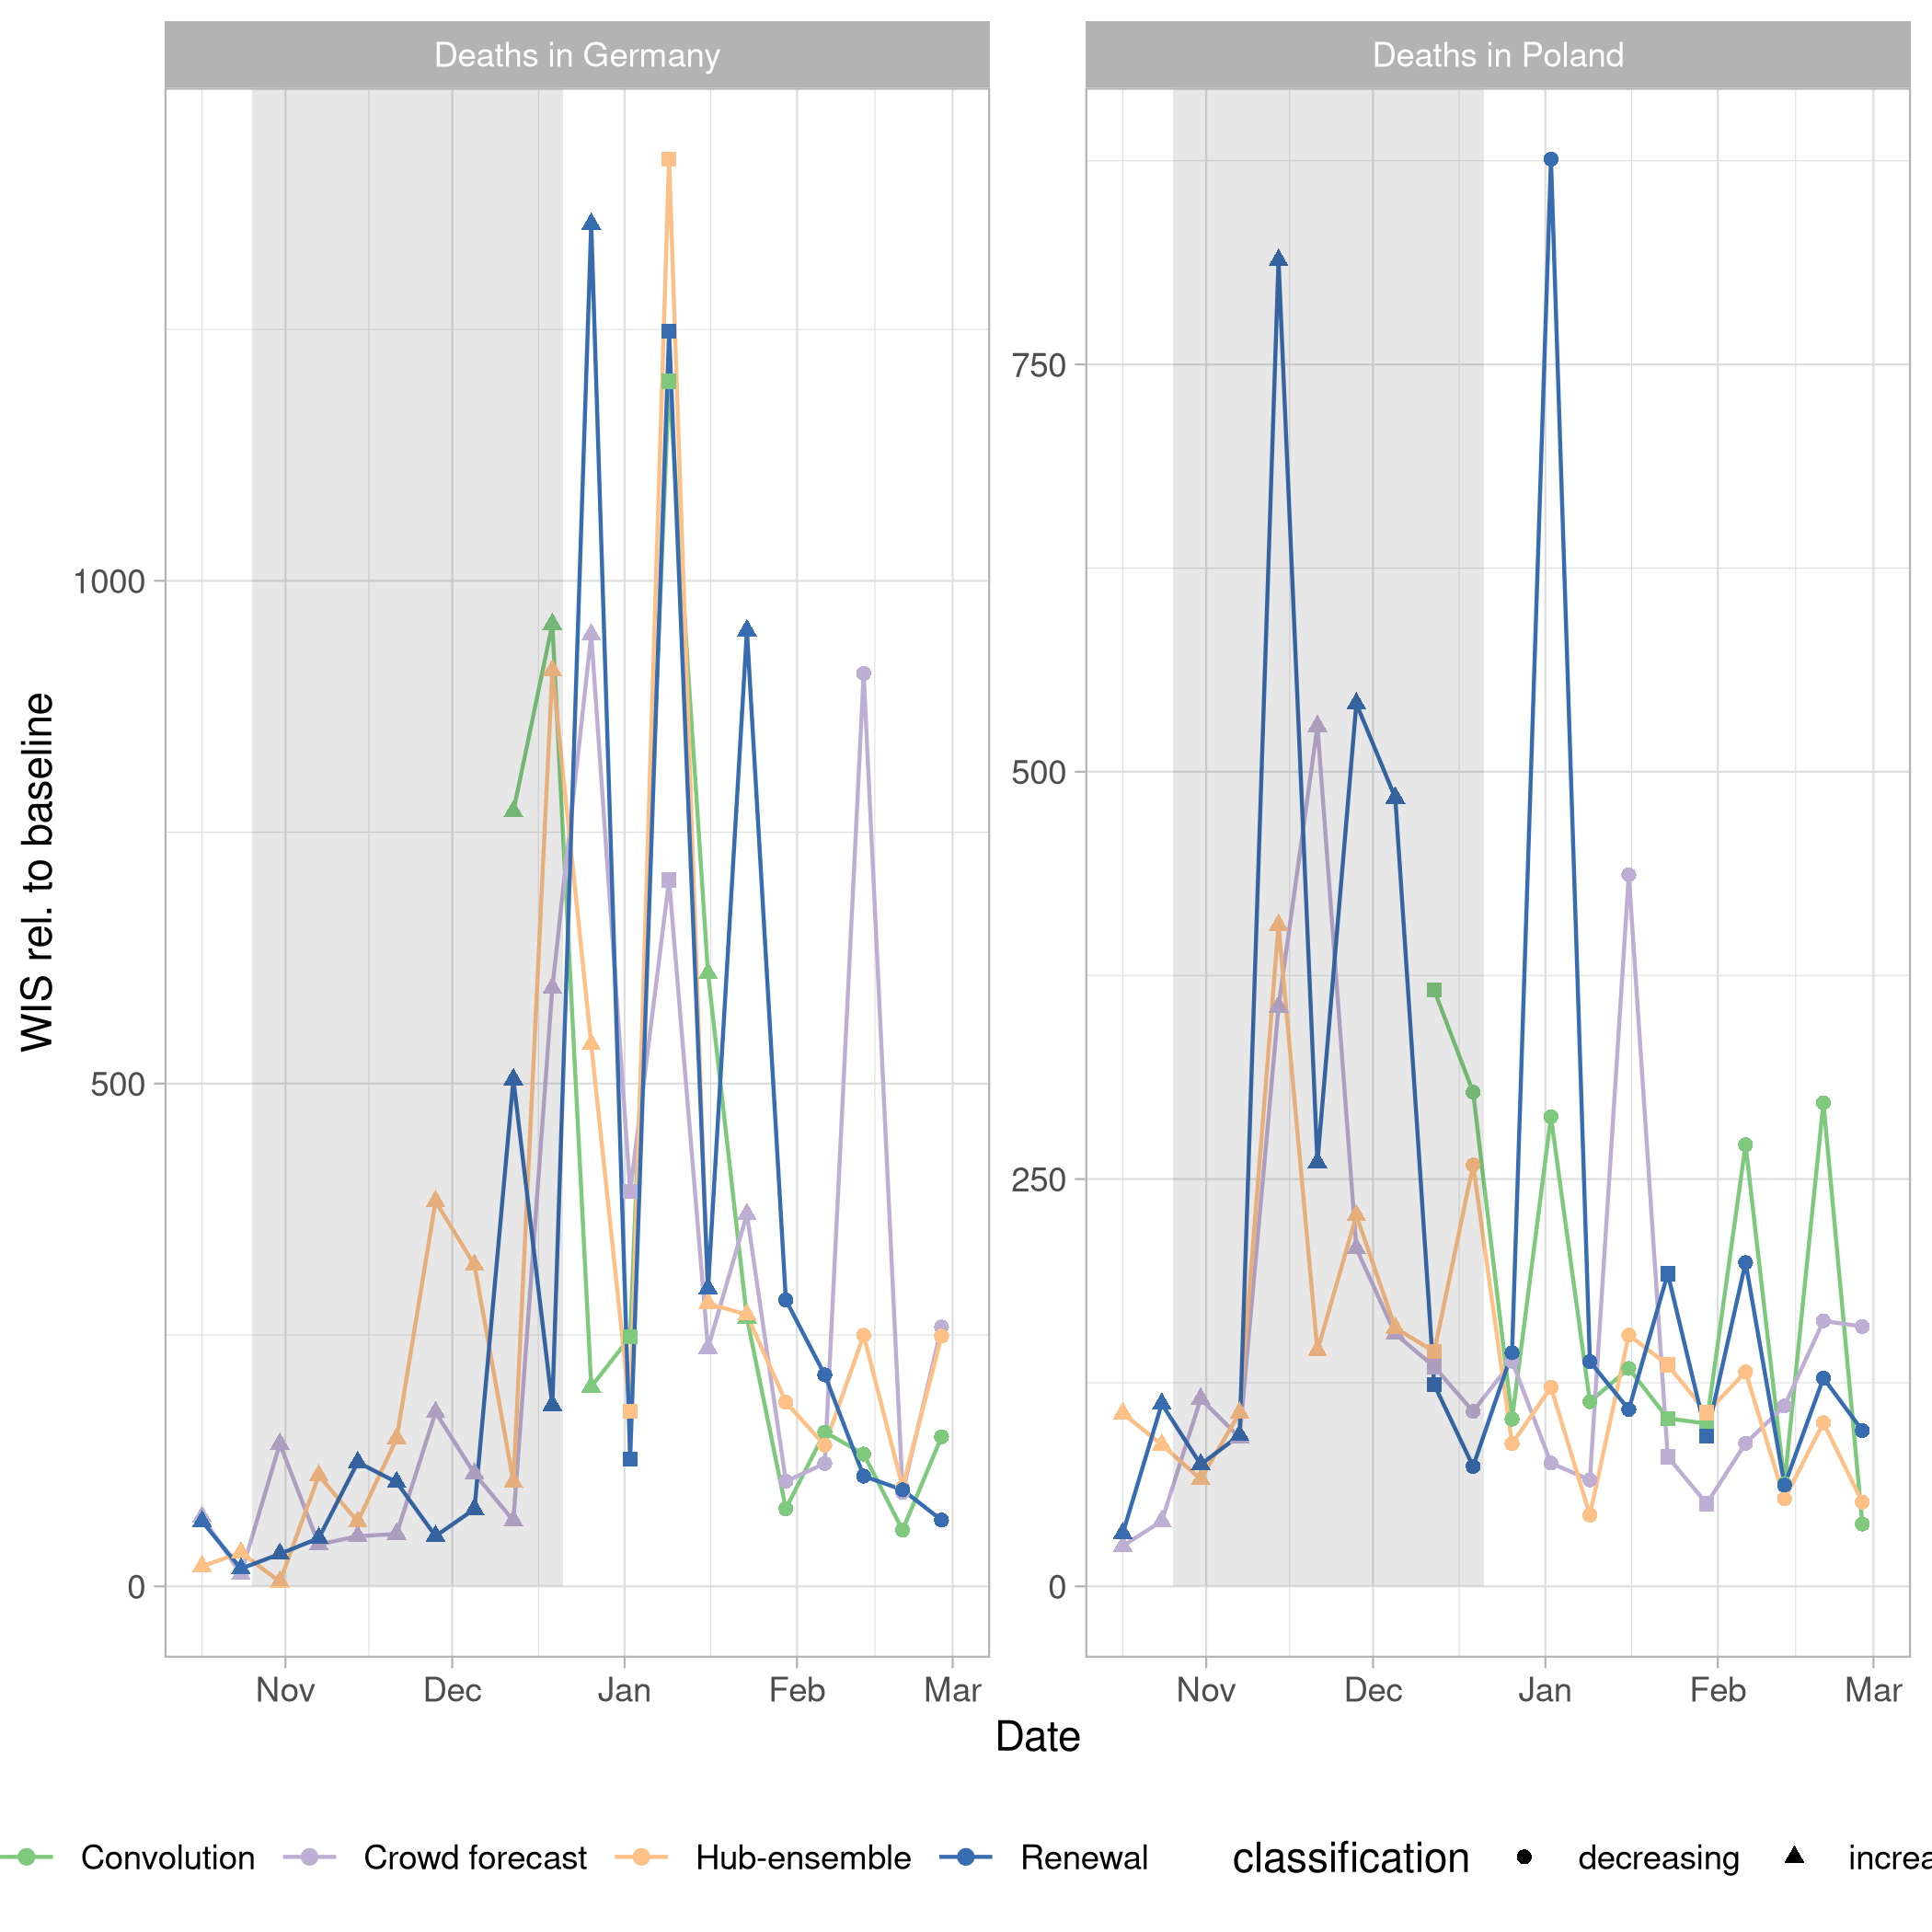 Deaths in Germany
Deaths in Poland
WIS rel. to baseline
1000
500
0
750
500
250
0
Nov Dec Jan Feb Mar
Nov Dec Jan Feb Mar
Date
Convolution Crowd forecast Hub-ensemble Renewal classification decreasing increa